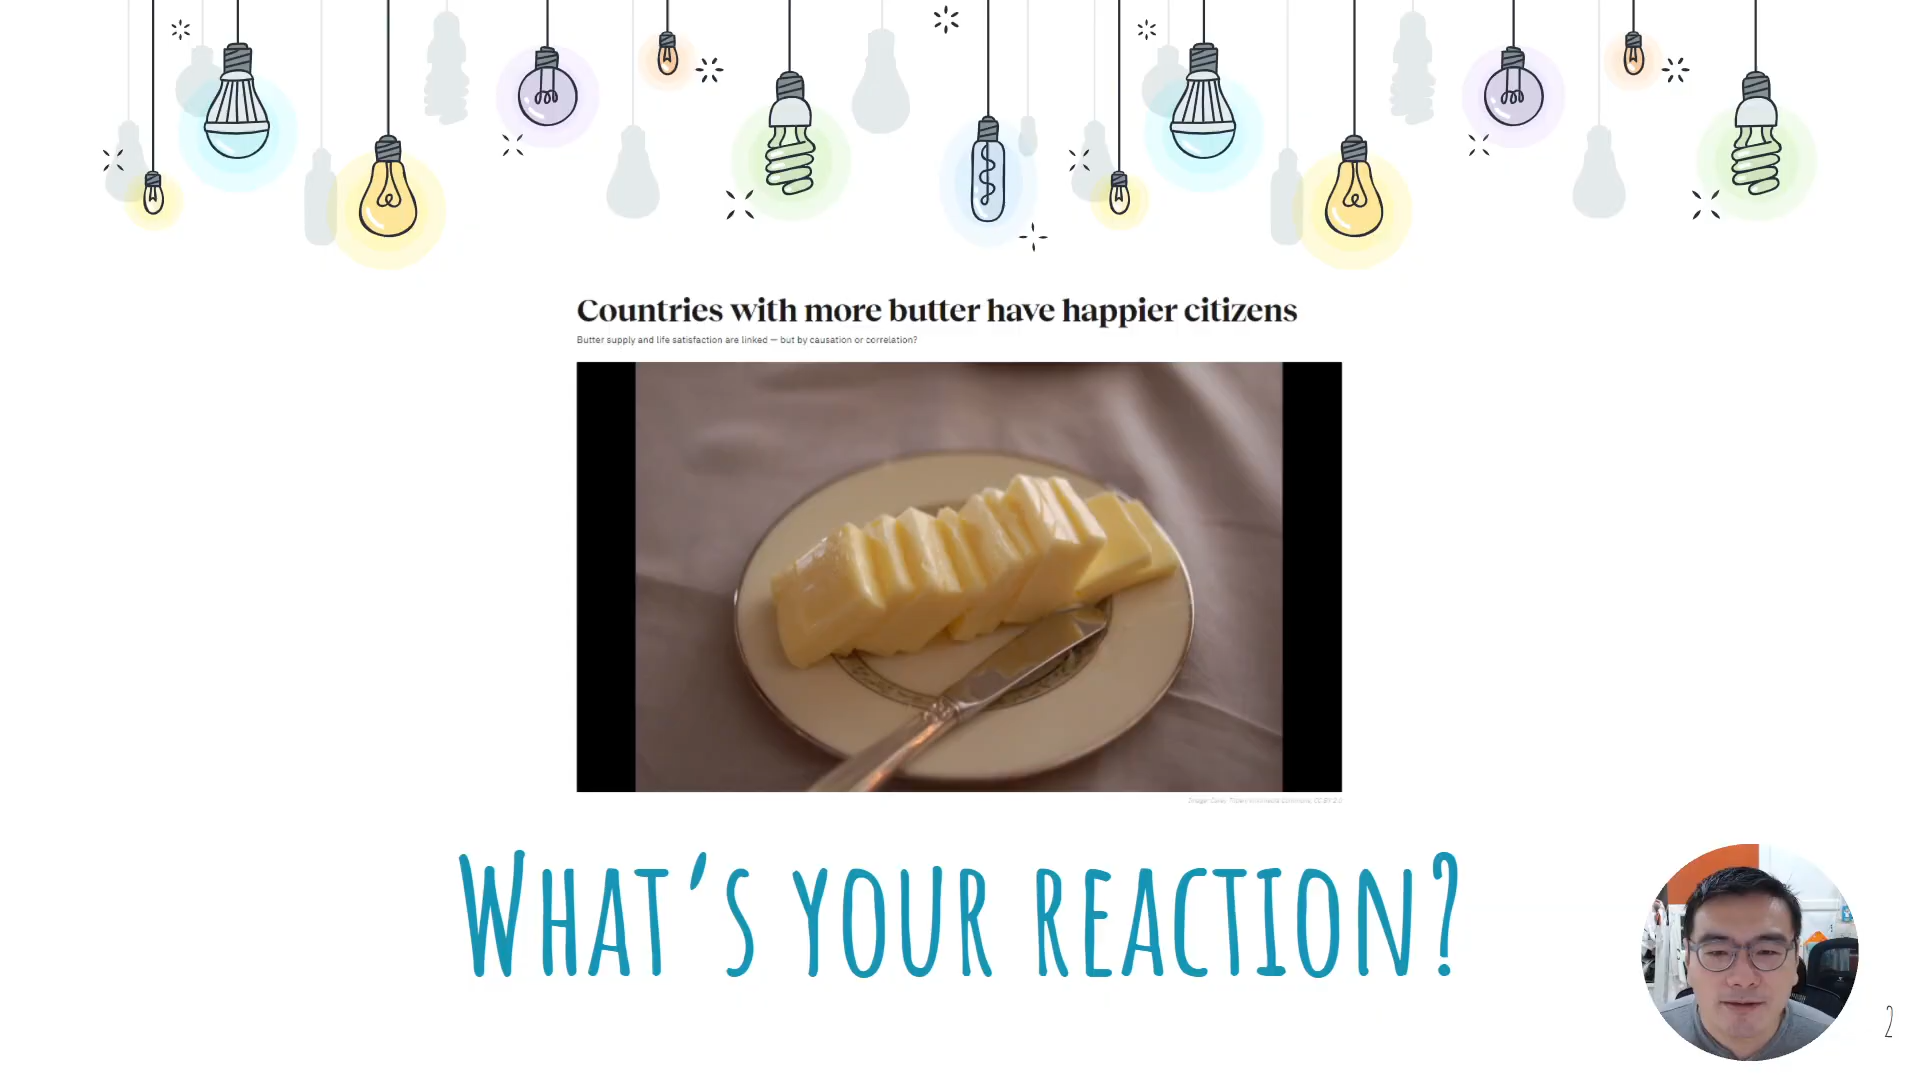 Countries with more butter have happier citizens
Butter supply and life satisfaction are linked — but by causation or correlation?
What's your reaction?
2